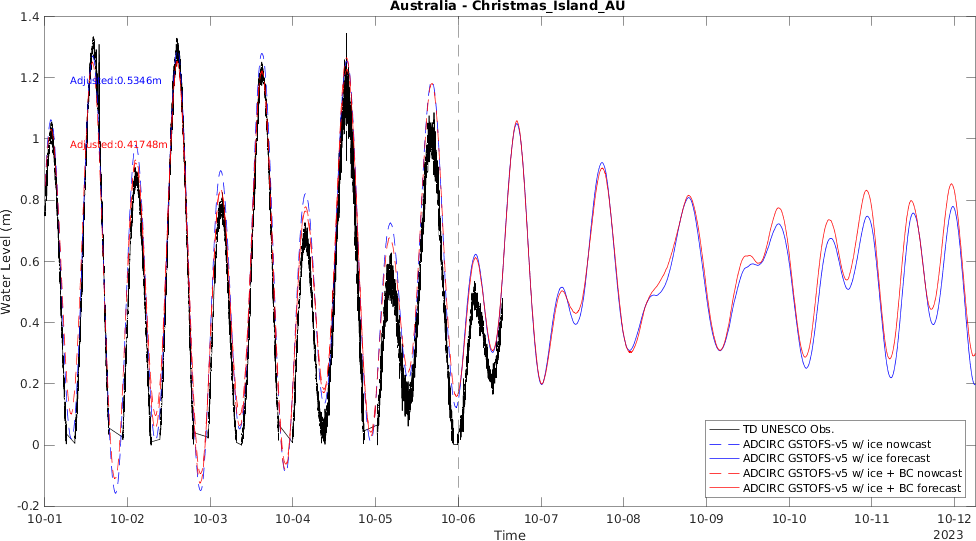 Australia - Christmas_Island_AU
1.4
1.2
1
0.8
0.6
0.4
0.2
0
-0.2
Water Level (m)
Adjusted:0.5346m
Adjusted:0.41748m
TD UNESCO Obs.
ADCIRC GSTOFS-v5 w/ ice nowcast
ADCIRC GSTOFS-v5 w/ ice forecast
ADCIRC GSTOFS-v5 w/ ice + BC nowcast
ADCIRC GSTOFS-v5 w/ ice + BC forecast
10-01 10-02 10-03 10-04 10-05 10-06 10-07 10-08 10-09 10-10 10-11 10-12
2023
Time